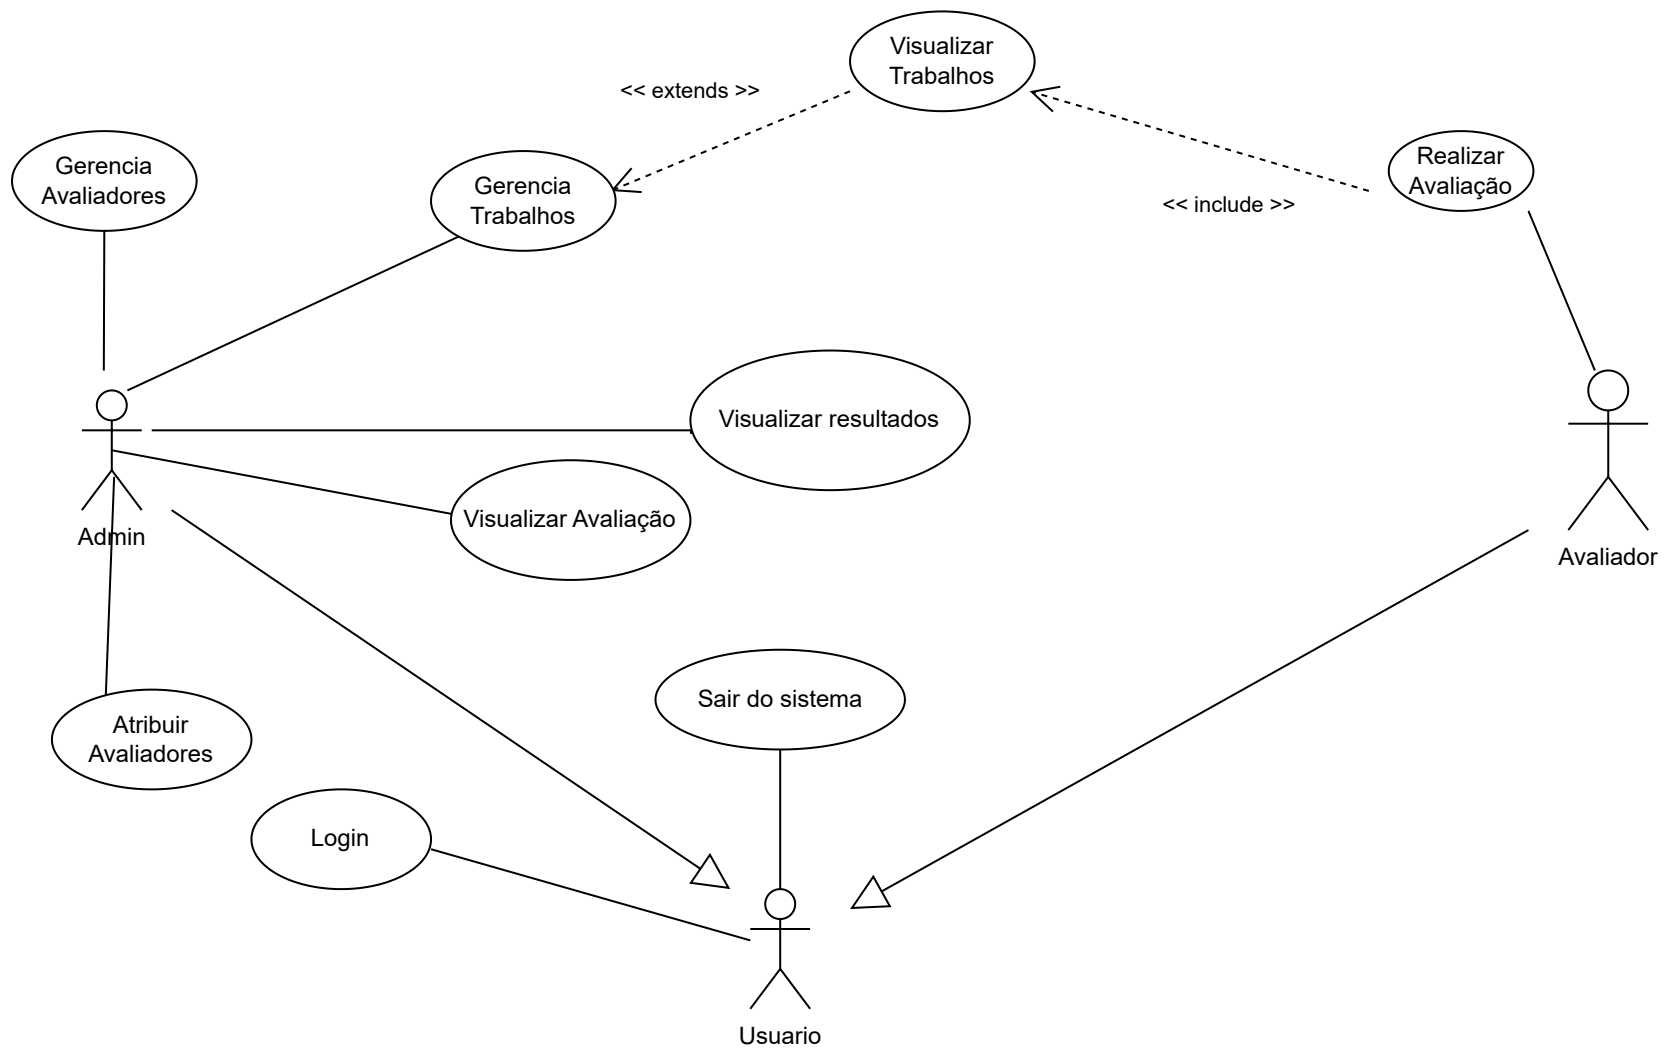 Visualizar
Trabalhos
<< extends >>
Gerencia
Avaliadores
Gerencia
Trabalhos
Realizar
Avaliação
<< include >>
Visualizar resultados
Visualizar Avaliação
Admin
Avaliador
Sair do sistema
Atribuir
Avaliadores
Login
Usuario